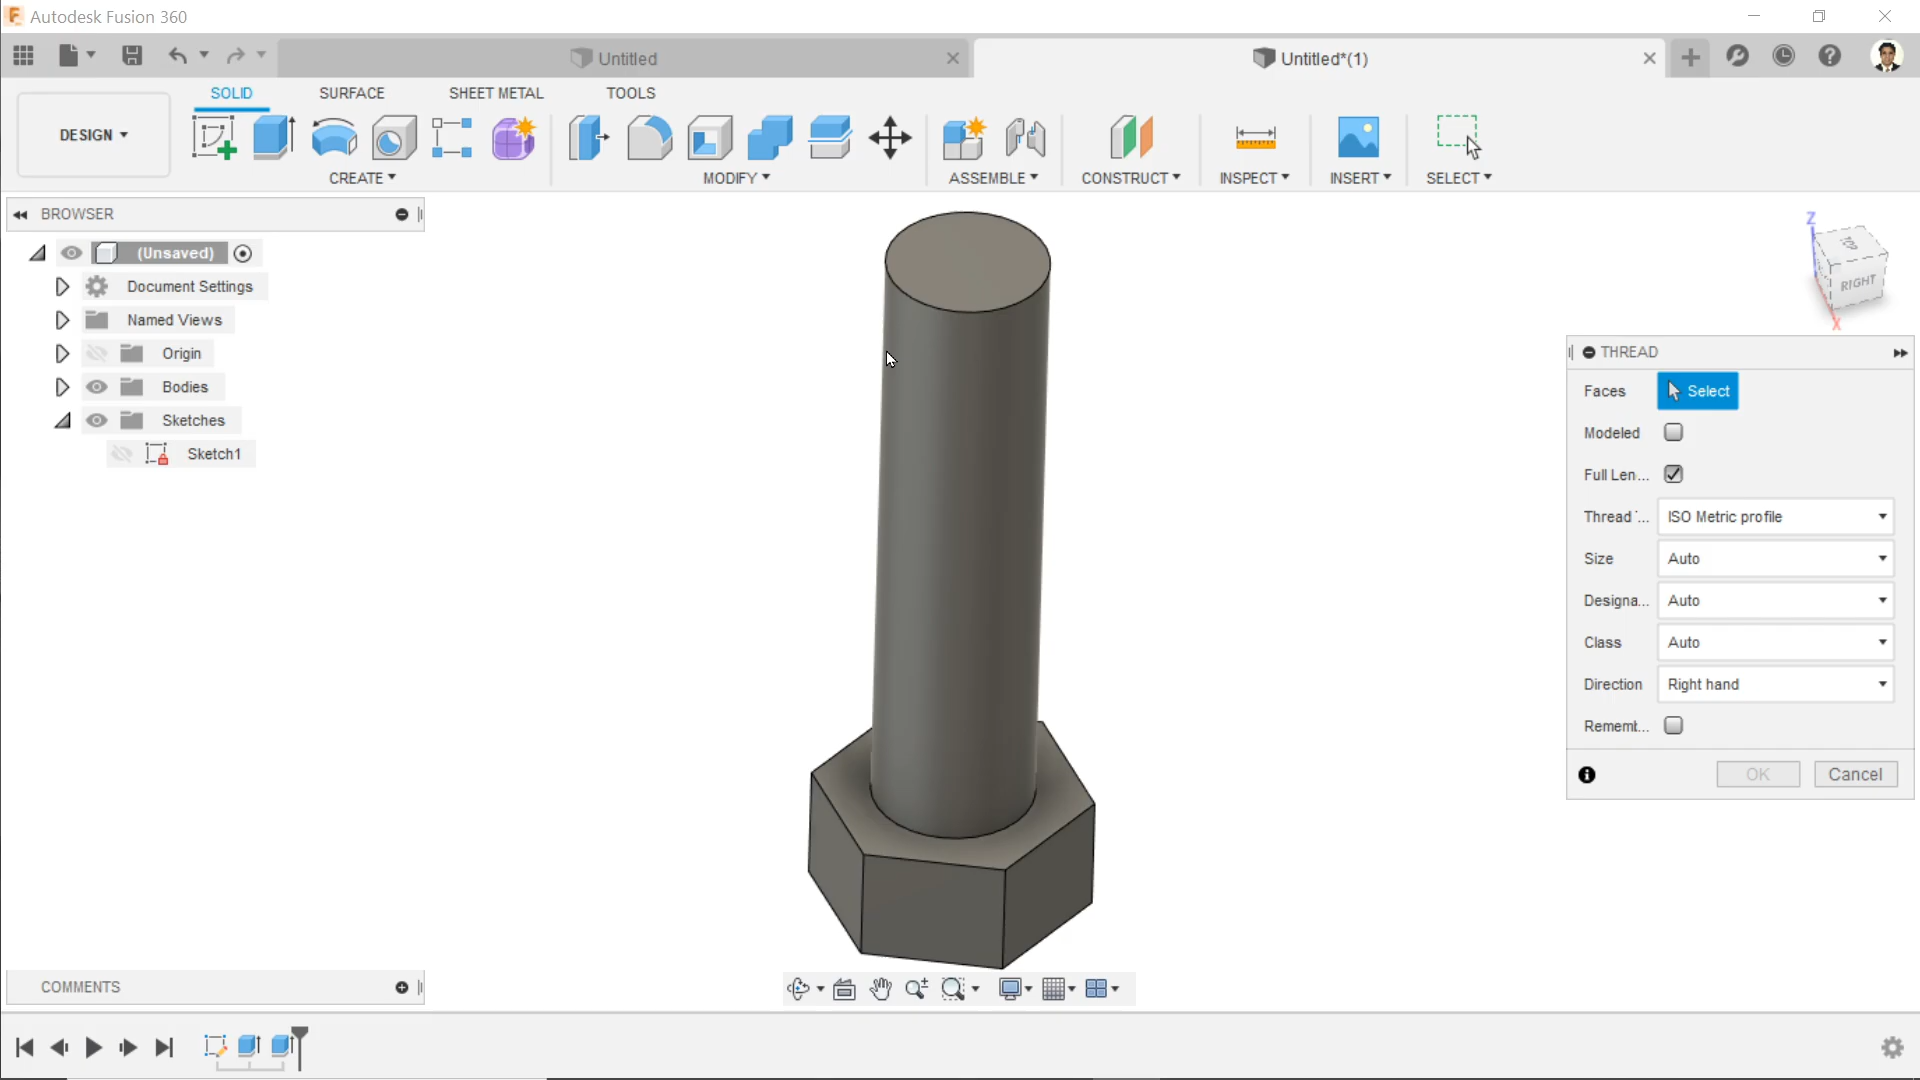 Autodesk Fusion 360
Untitled
Untitled*(1)
SOLID
SURFACE
SHEET METAL
TOOLS
DESIGN
CREATE
MODIFY
ASSEMBLE
CONSTRUCT
INSPECT
INSERT
SELECT
BROWSER
(Unsaved)
Document Settings
Named Views
Origin
Bodies
Sketches
Sketch1
Z
TOP
RIGHT
X
THREAD
Faces
Select
Modeled
Full Len...
Thread ...
ISO Metric profile
Size
Auto
Designa...
Auto
Class
Auto
Direction
Right hand
Rememb...
OK
Cancel
COMMENTS